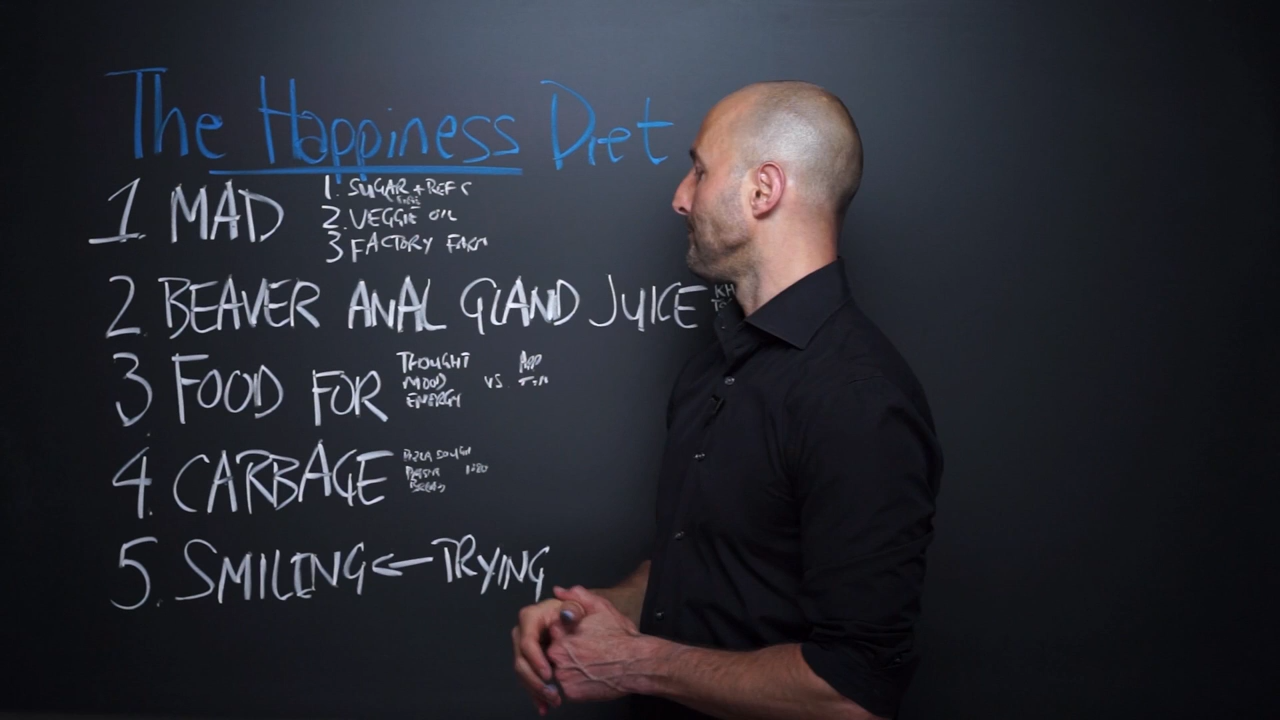 The Happiness Diet
1 MAD
1. SUGAR + REF C
2. VEGGIE OIL
3 FACTORY FARM
2. BEAVER ANAL GLAND JUICE
3 FOOD FOR
THOUGHT
MOOD
ENERGY
VS.
4. CARBAGE
5. SMILING ← TRYING